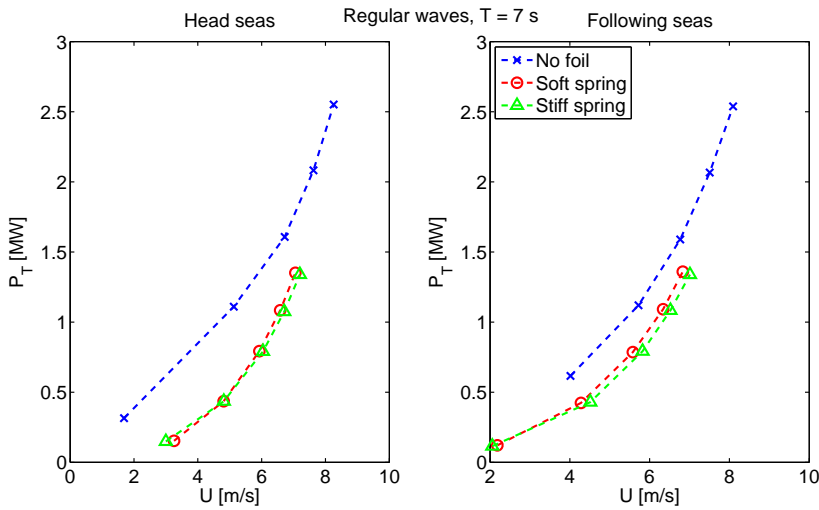 Regular waves, T = 7 s
Head seas
Following seas
No foil
Soft spring
Stiff spring
3
2.5
2
1.5
1
0.5
0
P_T [MW]
0 2 4 6 8 10
U [m/s]
3
2.5
2
1.5
1
0.5
0
P_T [MW]
2 4 6 8 10
U [m/s]